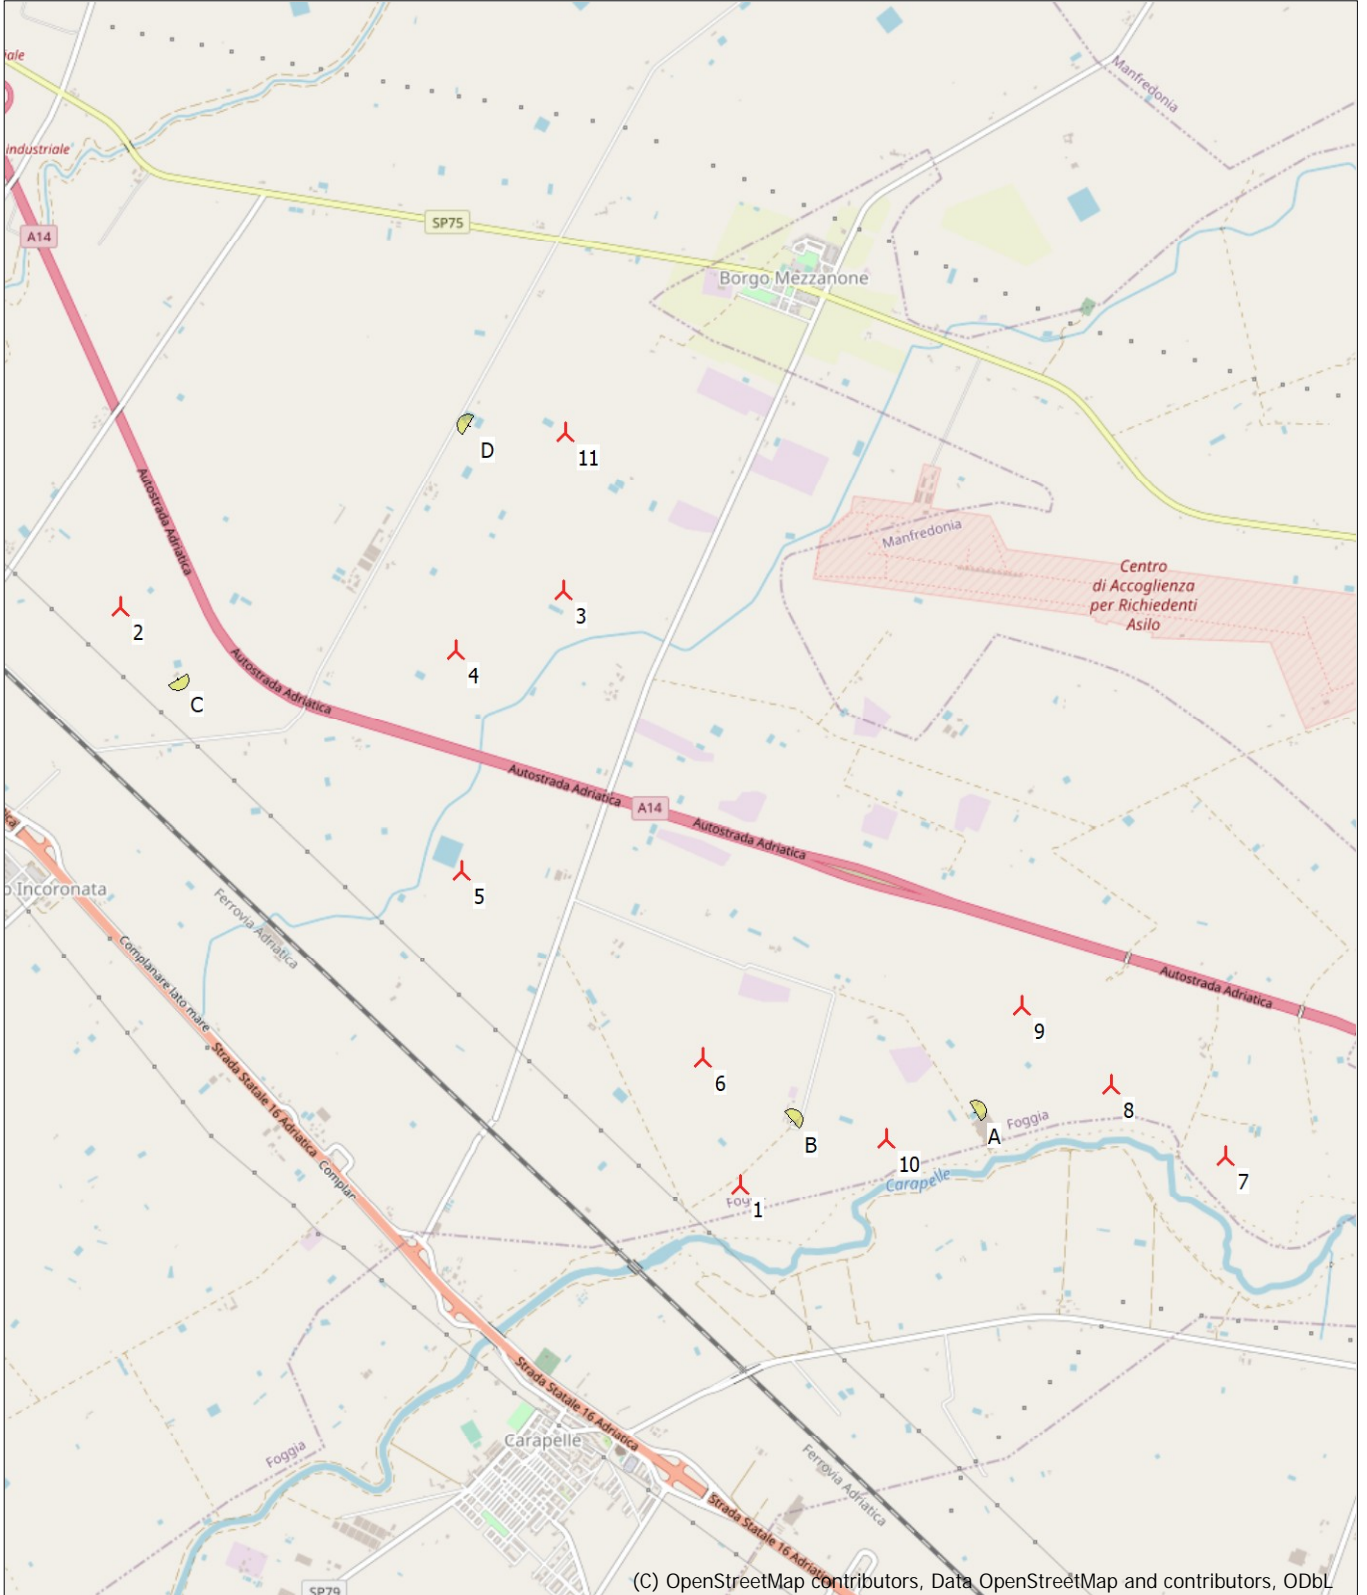 iale
Manfredonia
industriale
SP75
A14
Borgo Mezzanone
D
11
Autostrada Adriatica
Manfredonia
Centro
di Accoglienza
per Richiedenti
Asilo
2
3
4
C
Autostrada Adriatica
Autostrada Adriatica
A14
Autostrada Adriatica
o Incoronata
5
Ferrovia Adriatica
Complanare lato mare
Autostrada Adriatica
9
6
Strada Statale 16 Adriatica
8
Foggia
A
B
10
Complar
7
Carapelle
1
Strada Statale 16 Adriatica
Carapelle
Foggia
Ferrovia Adriatica
Strada Statale 16 Adriatica
SP79
(C) OpenStreetMap contributors, Data OpenStreetMap and contributors, ODbL